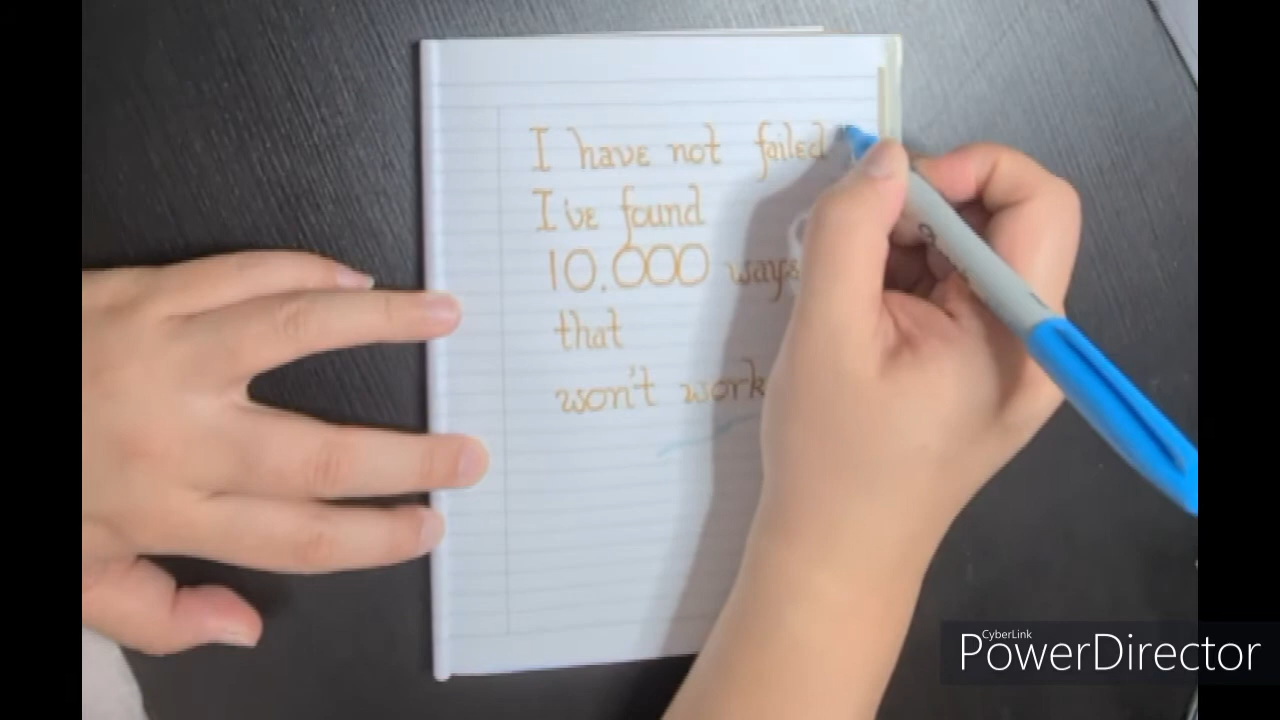 I have not failed
I've found
10.000 ways
that
won't work
CyberLink
PowerDirector